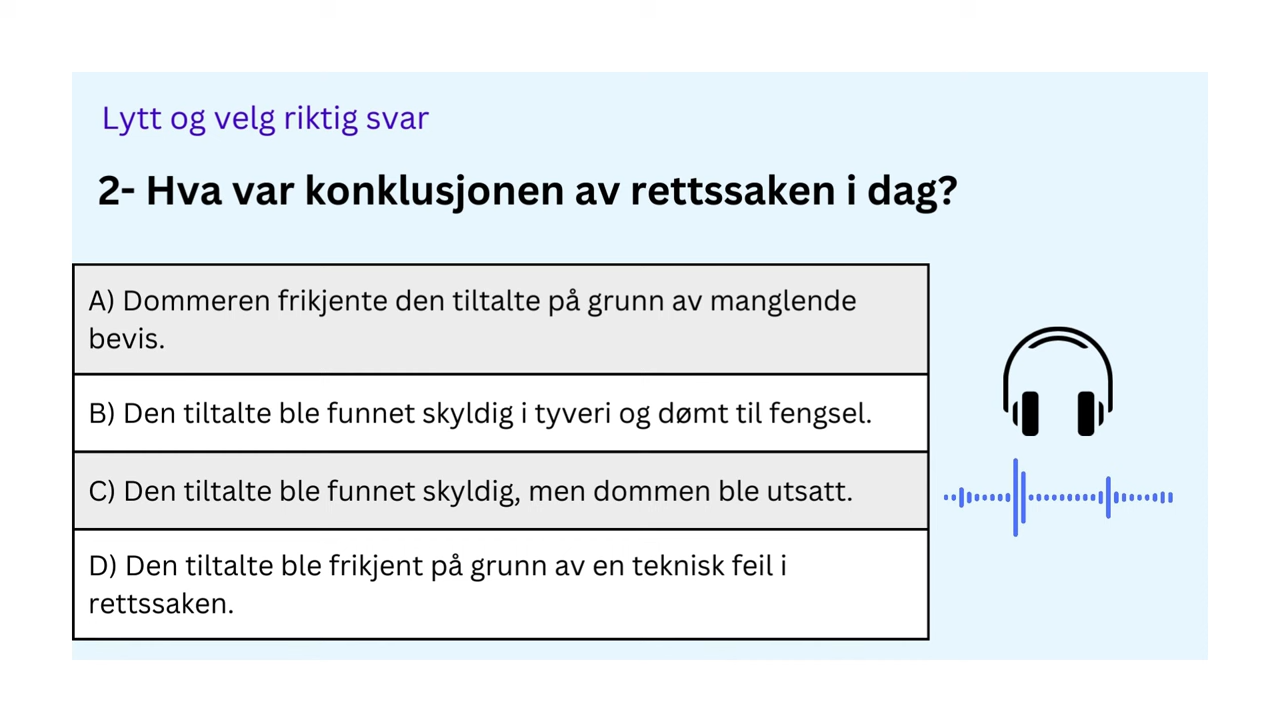 Lytt og velg riktig svar
2- Hva var konklusjonen av rettssaken i dag?
A) Dommeren frikjente den tiltalte på grunn av manglende
bevis.
B) Den tiltalte ble funnet skyldig i tyveri og dømt til fengsel.
C) Den tiltalte ble funnet skyldig, men dommen ble utsatt.
D) Den tiltalte ble frikjent på grunn av en teknisk feil i
rettssaken.